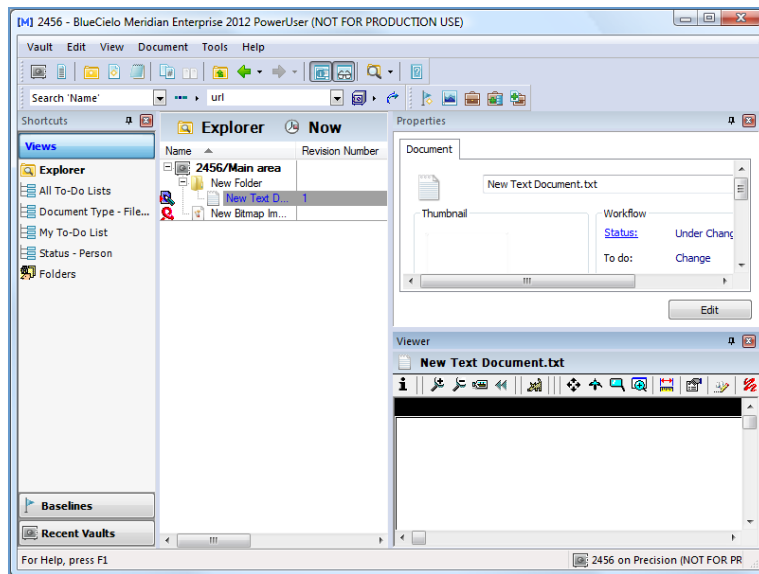 [M] 2456 - BlueCielo Meridian Enterprise 2012 PowerUser (NOT FOR PRODUCTION USE)
Vault Edit View Document Tools Help
Search 'Name' url
Shortcuts
Views
Explorer
All To-Do Lists
Document Type - File...
My To-Do List
Status - Person
Folders
Baselines
Recent Vaults
Explorer Now
Name Revision Number
2456/Main area
New Folder
New Text D... 1
New Bitmap Im...
Properties
Document
New Text Document.txt
Thumbnail Workflow
Status: Under Chang
To do: Change
Edit
Viewer
New Text Document.txt
For Help, press F1 2456 on Precision (NOT FOR PR